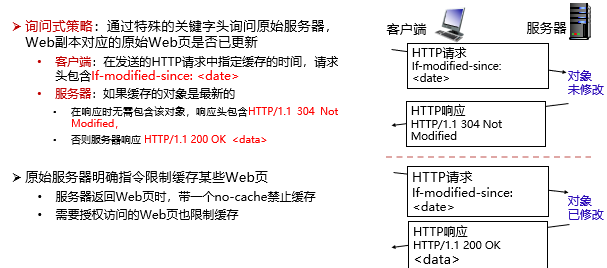 询问式策略：通过特殊的关键字头询问原始服务器，
Web副本对应的原始Web页是否已更新
客户端：在发送的HTTP请求中指定缓存的时间，请求
头包含If-modified-since: <date>
服务器：如果缓存的对象是最新的
在响应时无需包含该对象，响应头包含HTTP/1.1 304 Not
Modified，
否则服务器响应 HTTP/1.1 200 OK <data>
原始服务器明确指令限制缓存某些Web页
服务器返回Web页时，带一个no-cache禁止缓存
需要授权访问的Web页也限制缓存
客户端
服务器
HTTP请求
If-modified-since:
<date>
对象
未修改
HTTP响应
HTTP/1.1 304 Not
Modified
HTTP请求
If-modified-since:
<date>
对象
已修改
HTTP响应
HTTP/1.1 200 OK
<data>